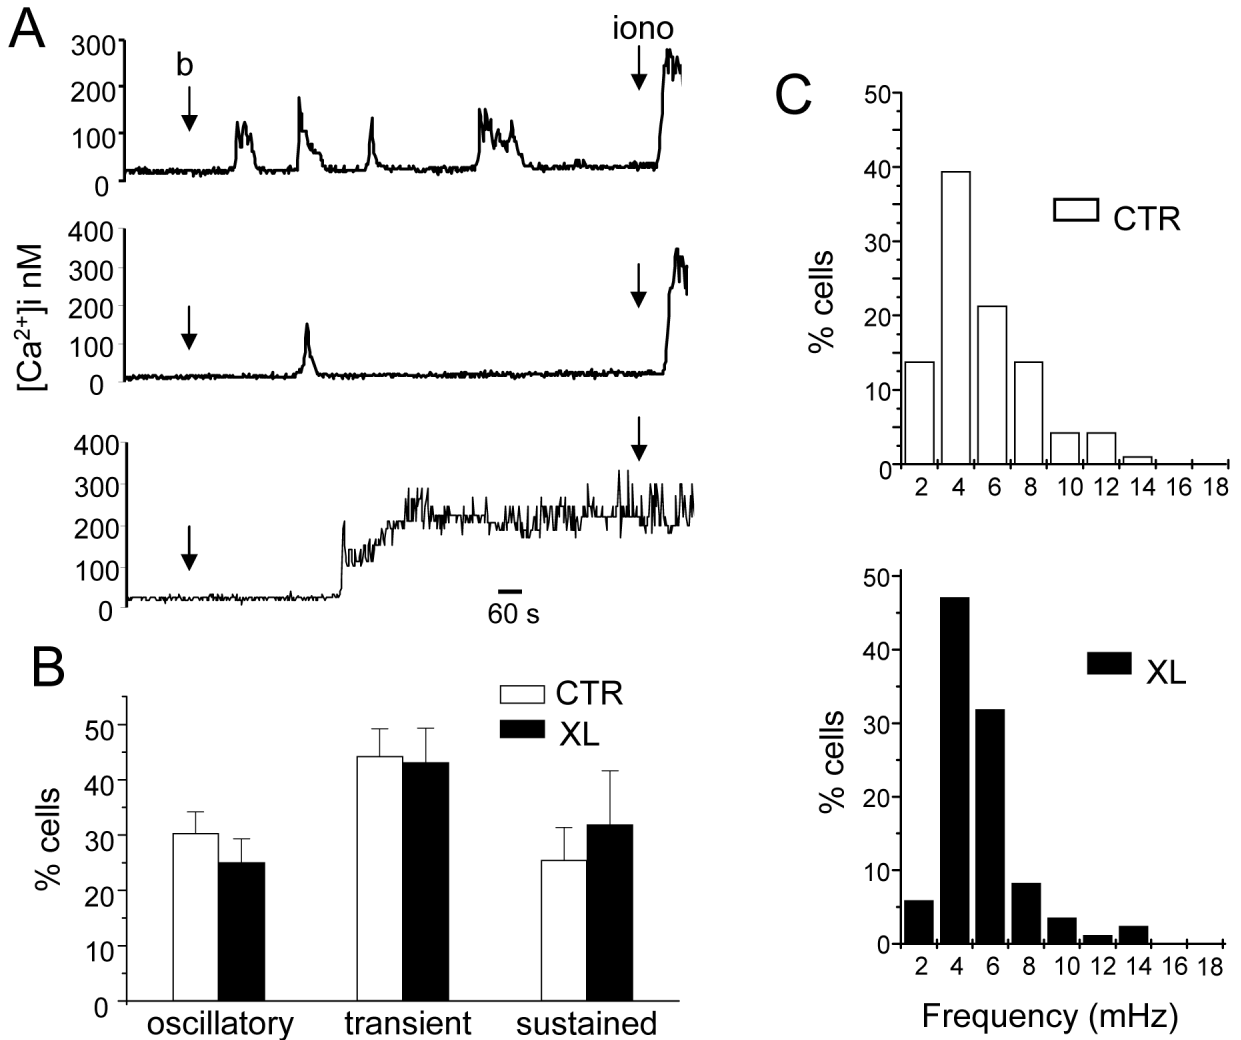 A
b
iono
300
200
100
0
400
300
200
100
0
400
300
200
100
0
[Ca2+]i nM
60 s
B
CTR
XL
50
40
30
20
10
0
% cells
oscillatory transient sustained
C
CTR
50
40
30
20
10
0
% cells
2 4 6 8 10 12 14 16 18
XL
50
40
30
20
10
0
% cells
2 4 6 8 10 12 14 16 18
Frequency (mHz)